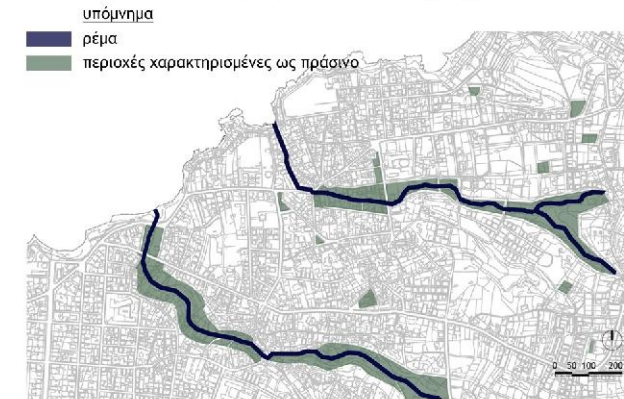 υπόμνημα
ρέμα
περιοχές χαρακτηρισμένες ως πράσινο
0 50 100 200